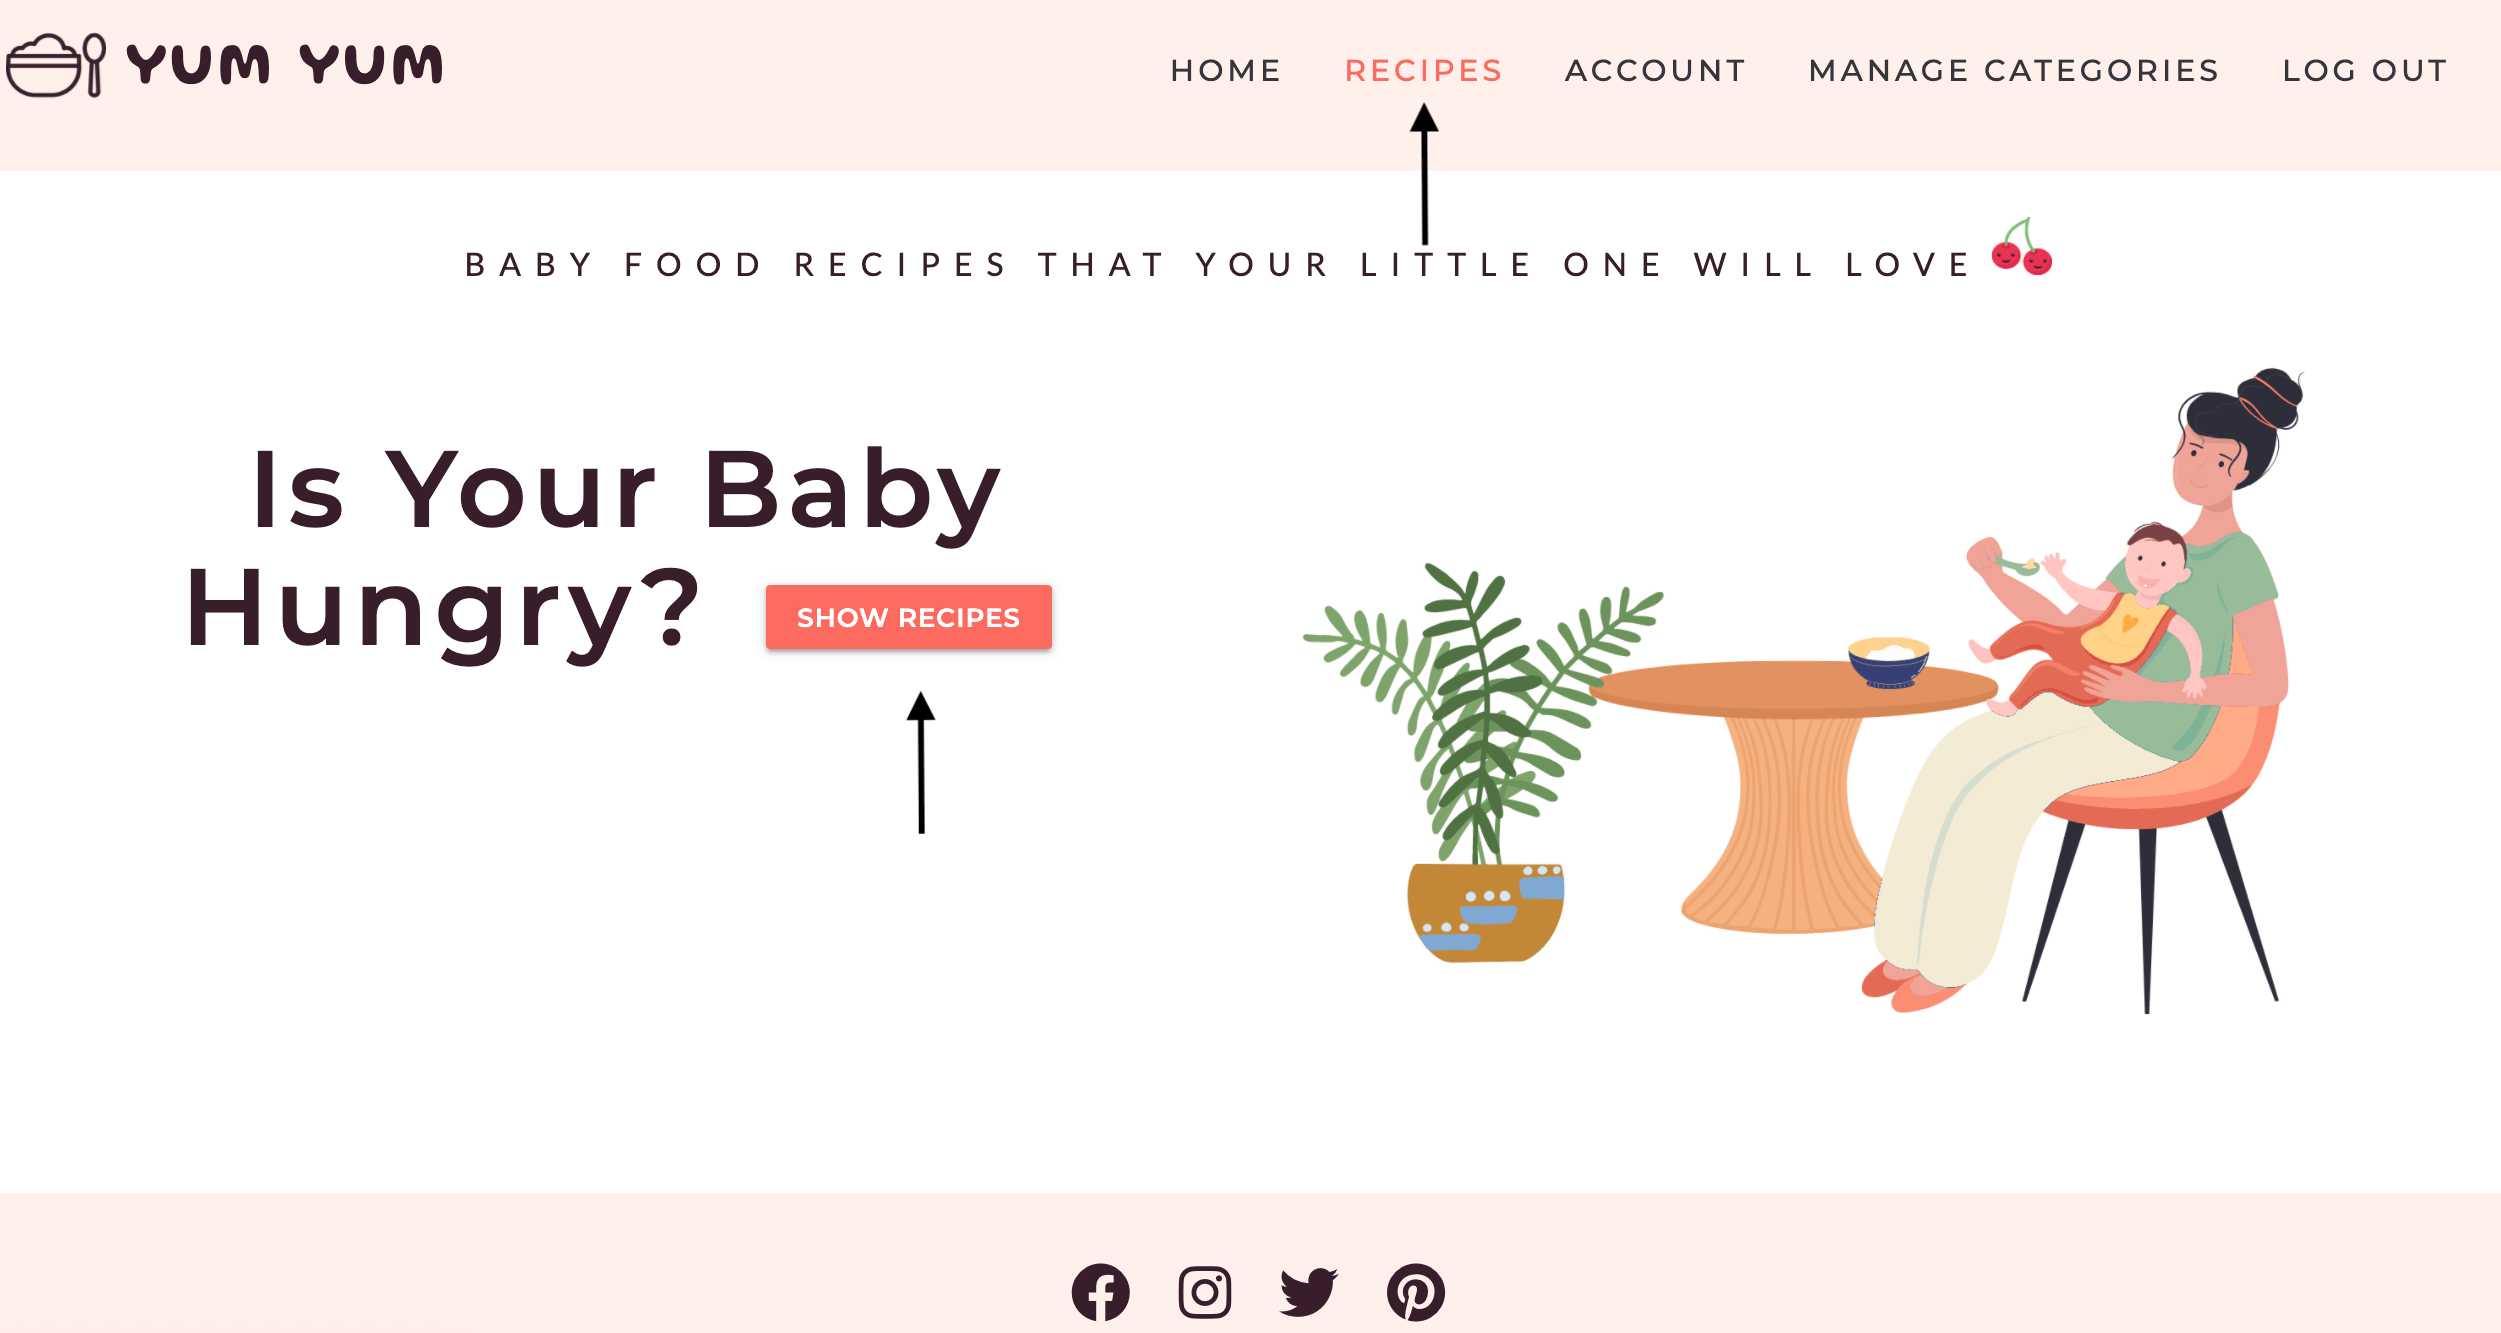 YUM YUM
HOME RECIPES ACCOUNT MANAGE CATEGORIES LOG OUT
BABY FOOD RECIPES THAT YOUR LITTLE ONE WILL LOVE
Is Your Baby
Hungry?
SHOW RECIPES